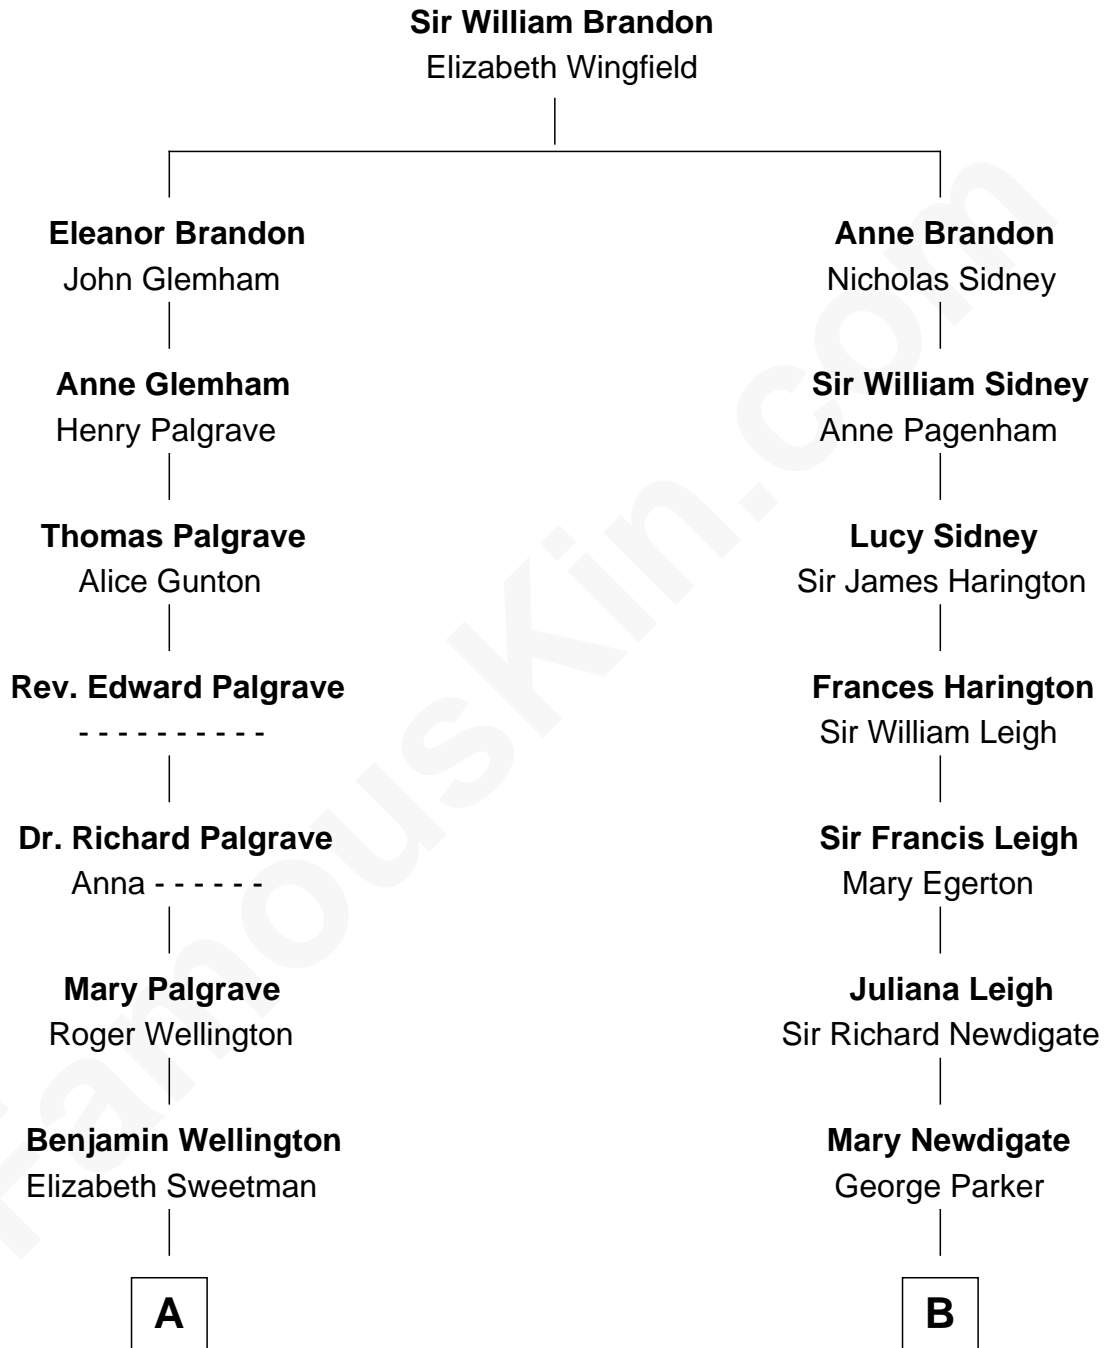 Sir William Brandon
Elizabeth Wingfield
Eleanor Brandon
John Glemham
Anne Brandon
Nicholas Sidney
Anne Glemham
Henry Palgrave
Sir William Sidney
Anne Pagenham
Thomas Palgrave
Alice Gunton
Lucy Sidney
Sir James Harington
Rev. Edward Palgrave
- - - - - - - - - -
Frances Harington
Sir William Leigh
Dr. Richard Palgrave
Anna - - - - - -
Sir Francis Leigh
Mary Egerton
Mary Palgrave
Roger Wellington
Juliana Leigh
Sir Richard Newdigate
Benjamin Wellington
Elizabeth Sweetman
Mary Newdigate
George Parker
A
B
FamousKin.com